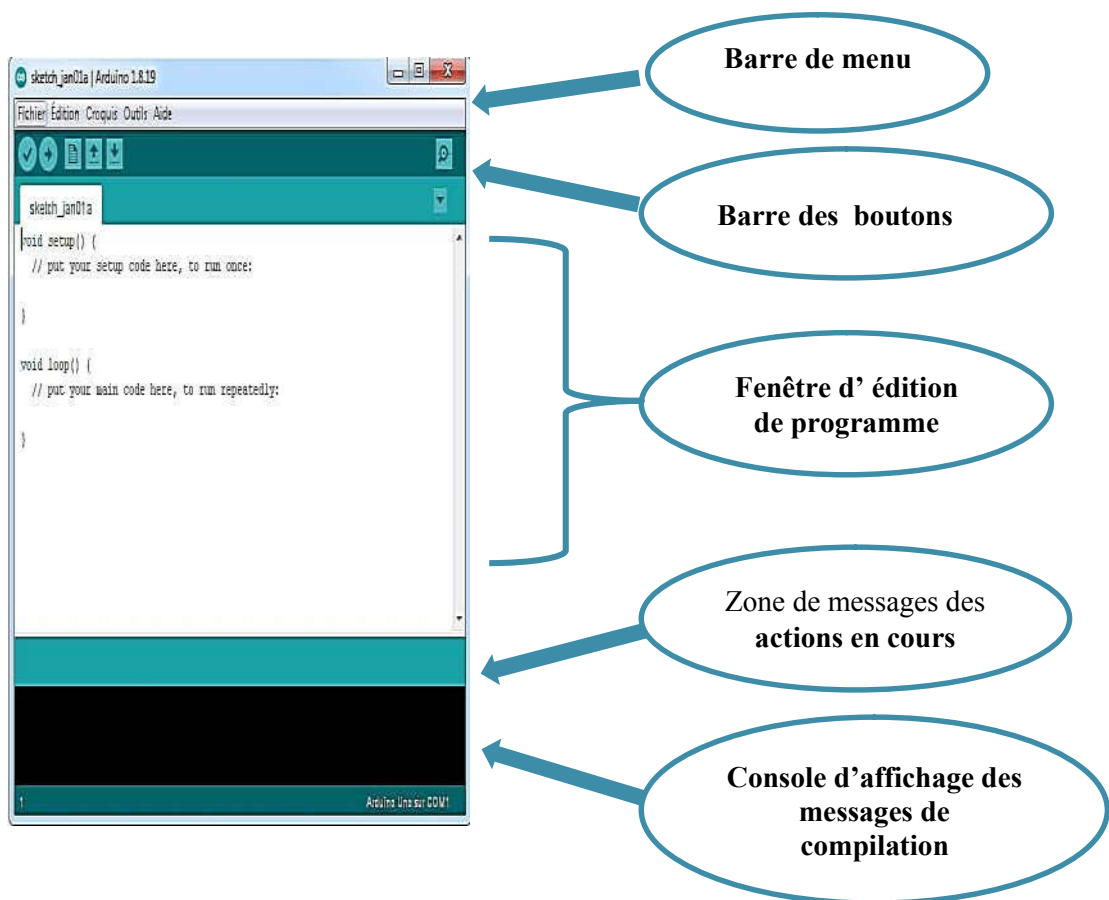 Barre de menu
sketch_jan01a | Arduino 1.8.19
Fichier Édition Croquis Outils Aide
Barre des boutons
sketch_jan01a
void setup() {
// put your setup code here, to run once:
}
void loop() {
// put your main code here, to run repeatedly:
}
Fenêtre d’ édition
de programme
Zone de messages des
actions en cours
Console d’affichage des
messages de
compilation
1
Arduino Uno sur COM1